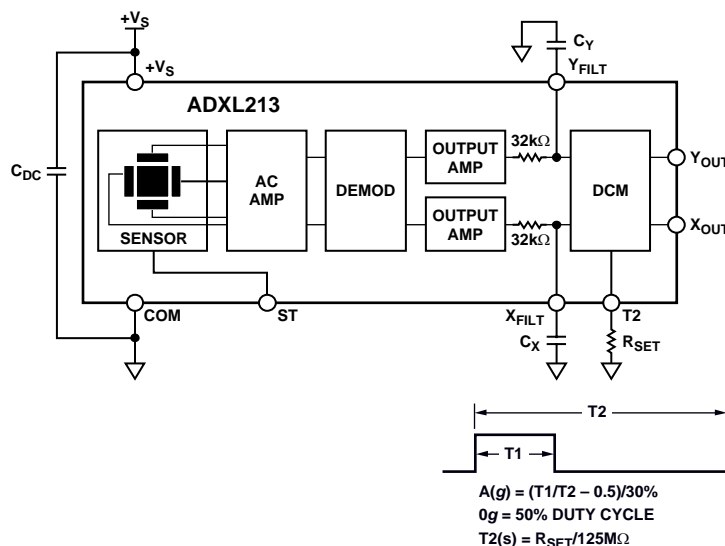 +VS
+VS
CY
YFILT
ADXL213
CDC
SENSOR
AC
AMP
DEMOD
OUTPUT
AMP
32kΩ
OUTPUT
AMP
32kΩ
DCM
YOUT
XOUT
COM
ST
XFILT
T2
CX
RSET
T2
T1
A(g) = (T1/T2 – 0.5)/30%
0g = 50% DUTY CYCLE
T2(s) = RSET/125MΩ